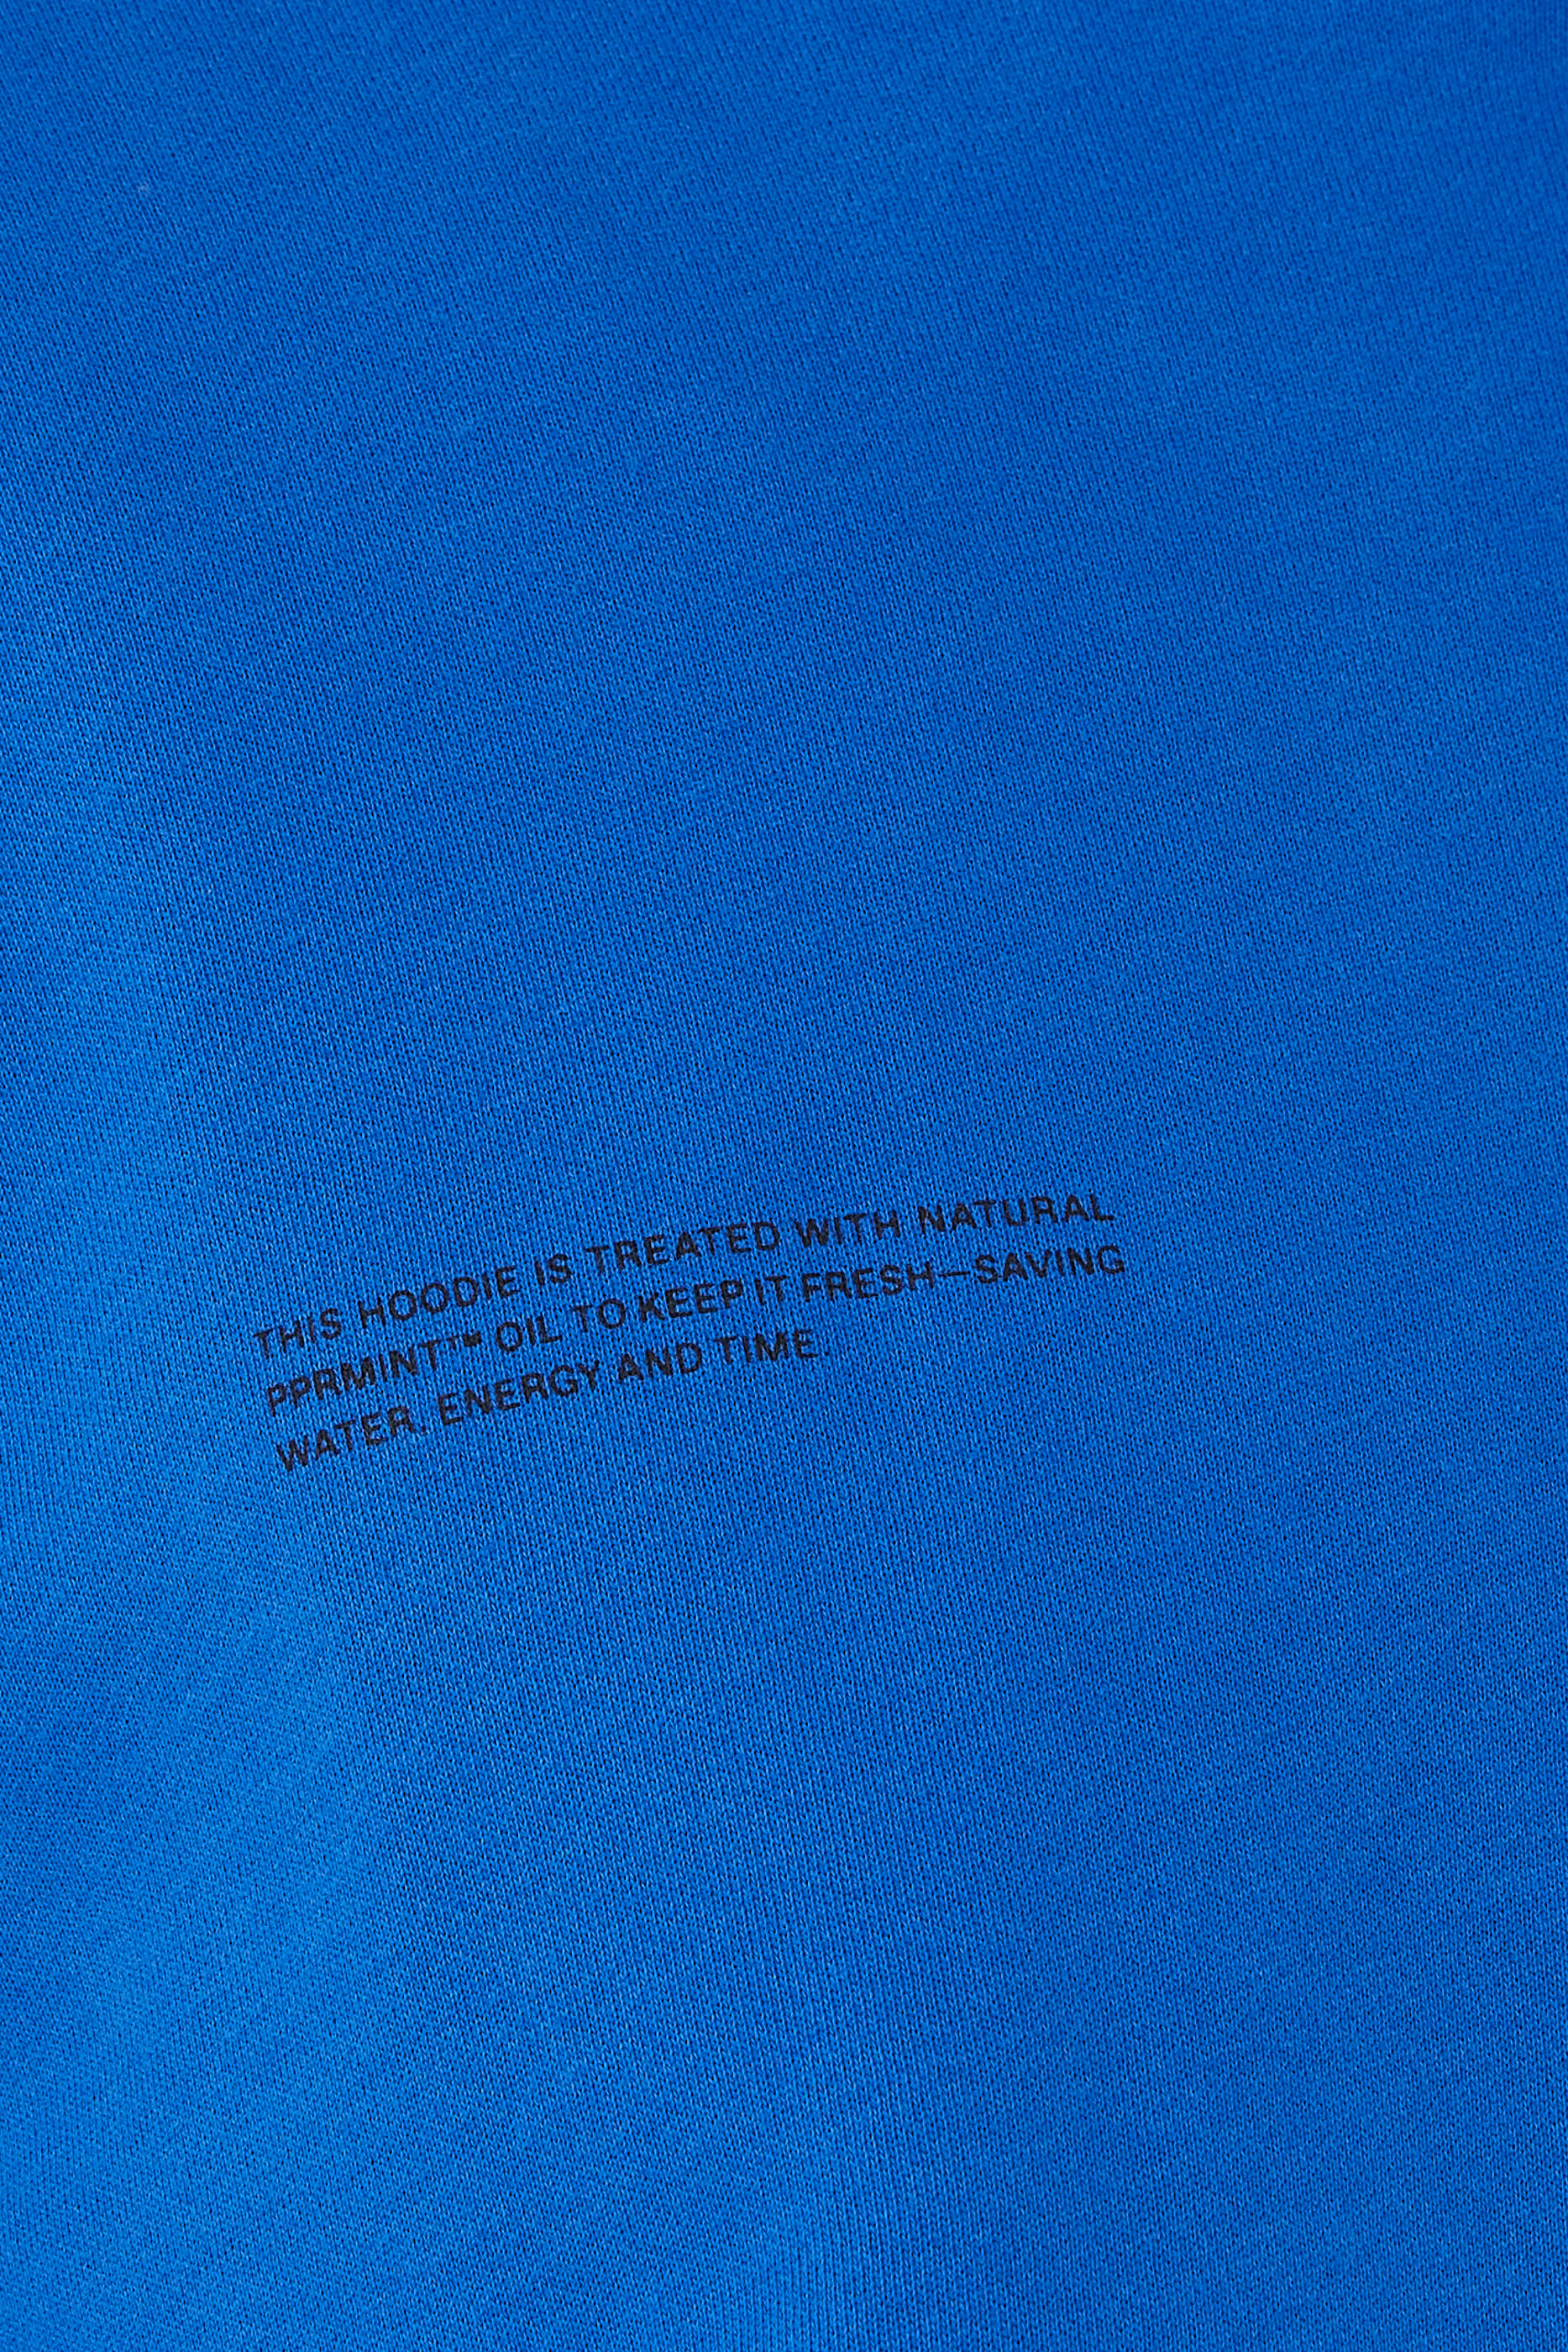 THIS HOODIE IS TREATED WITH NATURAL
PPRMINT™ OIL TO KEEP IT FRESH—SAVING
WATER, ENERGY AND TIME.